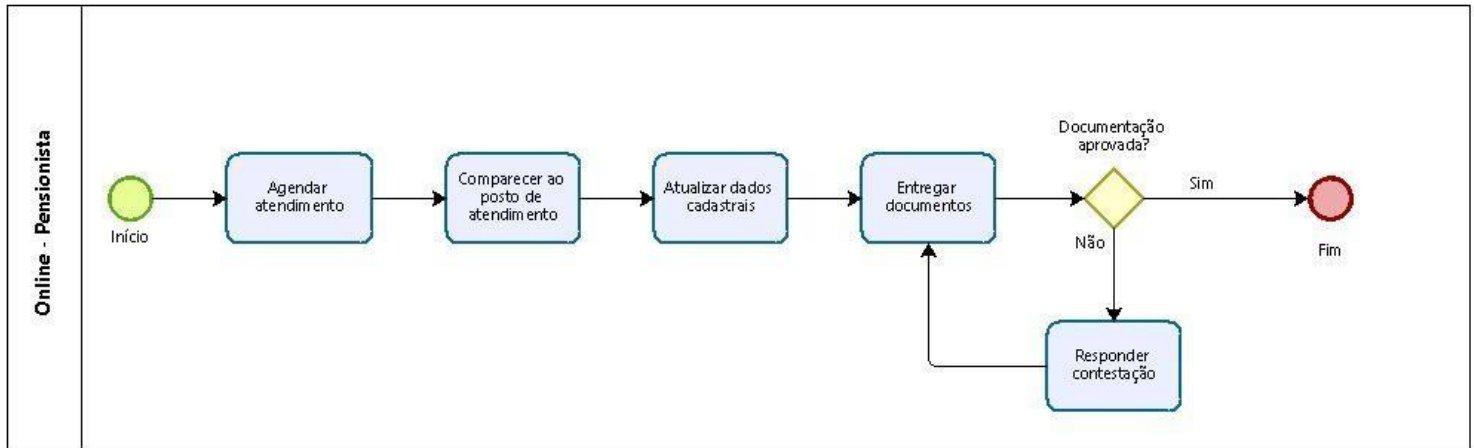 Online - Pensionista
Início
Agendar
atendimento
Comparecer ao
posto de
atendimento
Atualizar dados
cadastrais
Entregar
documentos
Documentação
aprovada?
Sim
Não
Fim
Responder
contestação